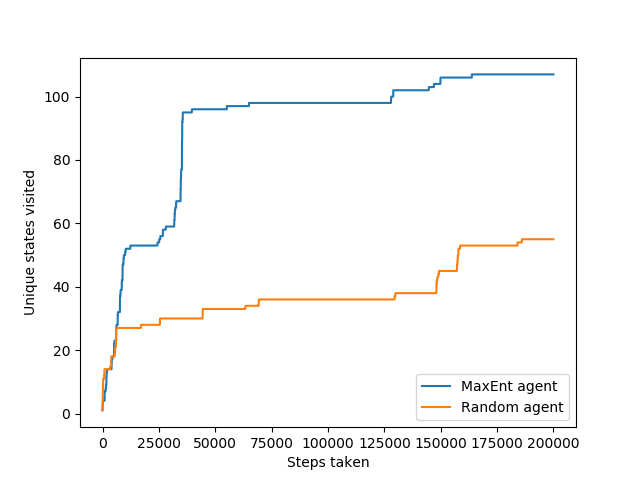 100
80
60
40
20
0
Unique states visited
MaxEnt agent
Random agent
0 25000 50000 75000 100000 125000 150000 175000 200000
Steps taken